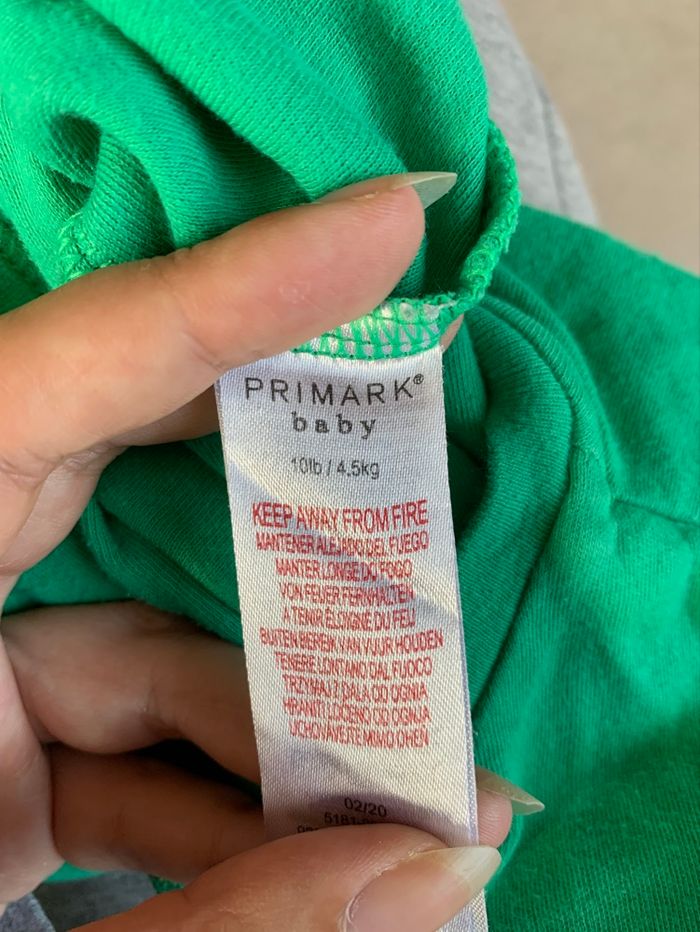 PRIMARK®
baby
10lb / 4.5kg
KEEP AWAY FROM FIRE
MANTENER ALEJADO DEL FUEGO
MANTER LONGE DO FOGO
VON FEUER FERNHALTEN
À TENIR ÉLOIGNÉ DU FEU
BUITEN BEREIK VAN VUUR HOUDEN
TENERE LONTANO DAL FUOCO
TRZYMAJ Z DALA OD OGNIA
HRANITI LOČENO OD OGNJA
UCHOVÁVEJTE MIMO OHEŇ
02/20